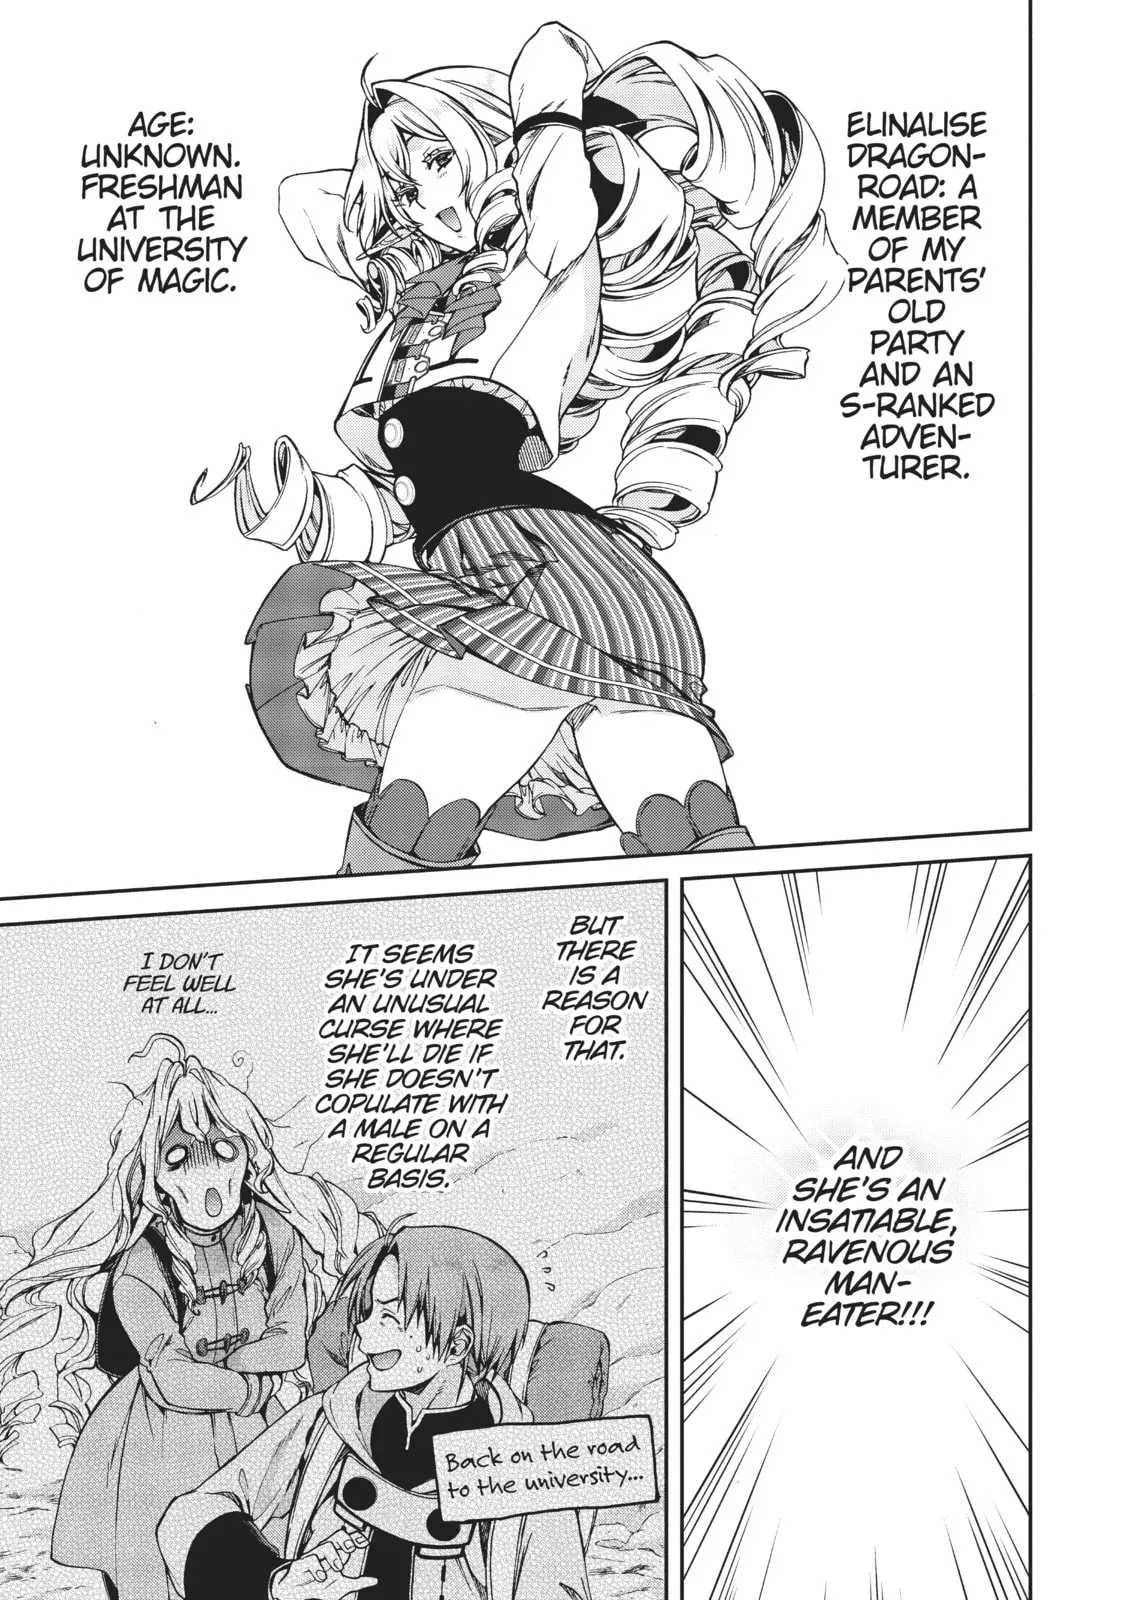 ELINALISE
DRAGON-
ROAD: A
MEMBER
OF MY
PARENTS'
OLD
PARTY
AND AN
S-RANKED
ADVEN-
TURER.
AGE:
UNKNOWN.
FRESHMAN
AT THE
UNIVERSITY
OF MAGIC.
AND
SHE'S AN
INSATIABLE,
RAVENOUS
MAN-
EATER!!!
BUT
THERE
IS A
REASON
FOR
THAT.
IT SEEMS
SHE'S UNDER
AN UNUSUAL
CURSE WHERE
SHE'LL DIE IF
SHE DOESN'T
COPULATE WITH
A MALE ON A
REGULAR
BASIS.
I DON'T
FEEL WELL
AT ALL...
Back on the road
to the university...